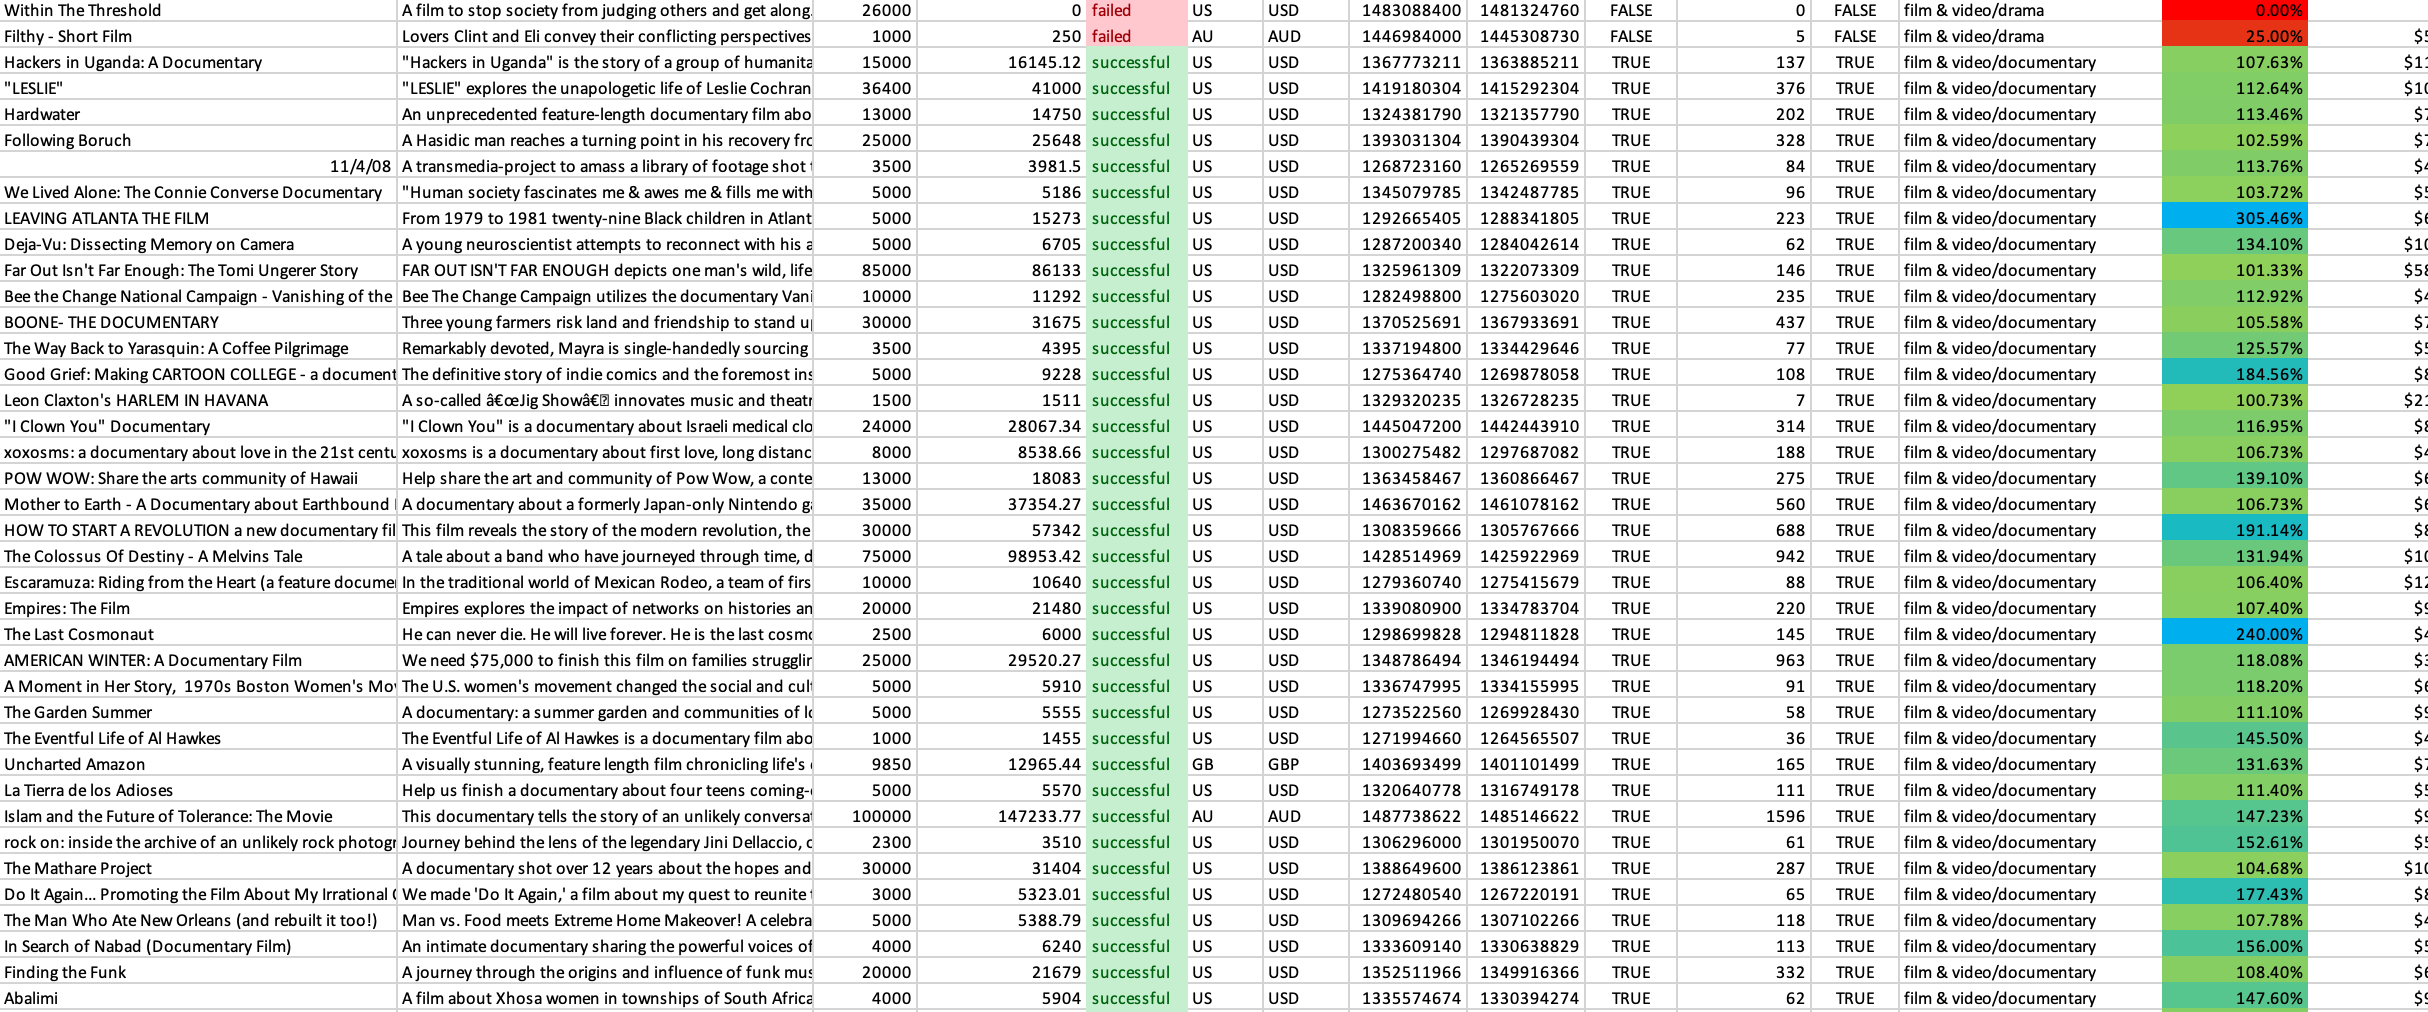 Within The Threshold A film to stop society from judging others and get along. 26000 0 failed US USD 1483088400 1481324760 FALSE 0 FALSE film & video/drama 0.00%
Filthy - Short Film Lovers Clint and Eli convey their conflicting perspectives 1000 250 failed AU AUD 1446984000 1445308730 FALSE 5 FALSE film & video/drama 25.00%
Hackers in Uganda: A Documentary "Hackers in Uganda" is the story of a group of humanita 15000 16145.12 successful US USD 1367773211 1363885211 TRUE 137 TRUE film & video/documentary 107.63% $11
"LESLIE" "LESLIE" explores the unapologetic life of Leslie Cochran 36400 41000 successful US USD 1419180304 1415292304 TRUE 376 TRUE film & video/documentary 112.64% $10
Hardwater An unprecedented feature-length documentary film abo 13000 14750 successful US USD 1324381790 1321357790 TRUE 202 TRUE film & video/documentary 113.46%
Following Boruch A Hasidic man reaches a turning point in his recovery fro 25000 25648 successful US USD 1393031304 1390439304 TRUE 328 TRUE film & video/documentary 102.59%
11/4/08 A transmedia-project to amass a library of footage shot 3500 3981.5 successful US USD 1268723160 1265269559 TRUE 84 TRUE film & video/documentary 113.76%
We Lived Alone: The Connie Converse Documentary "Human society fascinates me & awes me & fills me with 5000 5186 successful US USD 1345079785 1342487785 TRUE 96 TRUE film & video/documentary 103.72%
LEAVING ATLANTA THE FILM From 1979 to 1981 twenty-nine Black children in Atlant 5000 15273 successful US USD 1292665405 1288341805 TRUE 223 TRUE film & video/documentary 305.46%
Deja-Vu: Dissecting Memory on Camera A young neuroscientist attempts to reconnect with his a 5000 6705 successful US USD 1287200340 1284042614 TRUE 62 TRUE film & video/documentary 134.10% $10
Far Out Isn't Far Enough: The Tomi Ungerer Story FAR OUT ISN'T FAR ENOUGH depicts one man's wild, life 85000 86133 successful US USD 1325961309 1322073309 TRUE 146 TRUE film & video/documentary 101.33% $58
Bee the Change National Campaign - Vanishing of the Bee The Change Campaign utilizes the documentary Vani 10000 11292 successful US USD 1282498800 1275603020 TRUE 235 TRUE film & video/documentary 112.92%
BOONE- THE DOCUMENTARY Three young farmers risk land and friendship to stand up 30000 31675 successful US USD 1370525691 1367933691 TRUE 437 TRUE film & video/documentary 105.58%
The Way Back to Yarasquin: A Coffee Pilgrimage Remarkably devoted, Mayra is single-handedly sourcing 3500 4395 successful US USD 1337194800 1334429646 TRUE 77 TRUE film & video/documentary 125.57%
Good Grief: Making CARTOON COLLEGE - a document The definitive story of indie comics and the foremost ins 5000 9228 successful US USD 1275364740 1269878058 TRUE 108 TRUE film & video/documentary 184.56%
Leon Claxton's HARLEM IN HAVANA A so-called â€œJig Showâ€ innovates music and theatr 1500 1511 successful US USD 1329320235 1326728235 TRUE 7 TRUE film & video/documentary 100.73% $21
"I Clown You" Documentary "I Clown You" is a documentary about Israeli medical clo 24000 28067.34 successful US USD 1445047200 1442443910 TRUE 314 TRUE film & video/documentary 116.95%
xoxosms: a documentary about love in the 21st centu xoxosms is a documentary about first love, long distanc 8000 8538.66 successful US USD 1300275482 1297687082 TRUE 188 TRUE film & video/documentary 106.73%
POW WOW: Share the arts community of Hawaii Help share the art and community of Pow Wow, a conte 13000 18083 successful US USD 1363458467 1360866467 TRUE 275 TRUE film & video/documentary 139.10%
Mother to Earth - A Documentary about Earthbound A documentary about a formerly Japan-only Nintendo ga 35000 37354.27 successful US USD 1463670162 1461078162 TRUE 560 TRUE film & video/documentary 106.73%
HOW TO START A REVOLUTION a new documentary fil This film reveals the story of the modern revolution, the 30000 57342 successful US USD 1308359666 1305767666 TRUE 688 TRUE film & video/documentary 191.14%
The Colossus Of Destiny - A Melvins Tale A tale about a band who have journeyed through time, d 75000 98953.42 successful US USD 1428514969 1425922969 TRUE 942 TRUE film & video/documentary 131.94% $10
Escaramuza: Riding from the Heart (a feature documen In the traditional world of Mexican Rodeo, a team of firs 10000 10640 successful US USD 1279360740 1275415679 TRUE 88 TRUE film & video/documentary 106.40% $12
Empires: The Film Empires explores the impact of networks on histories an 20000 21480 successful US USD 1339080900 1334783704 TRUE 220 TRUE film & video/documentary 107.40%
The Last Cosmonaut He can never die. He will live forever. He is the last cosmo 2500 6000 successful US USD 1298699828 1294811828 TRUE 145 TRUE film & video/documentary 240.00%
AMERICAN WINTER: A Documentary Film We need $75,000 to finish this film on families strugglin 25000 29520.27 successful US USD 1348786494 1346194494 TRUE 963 TRUE film & video/documentary 118.08%
A Moment in Her Story, 1970s Boston Women's Mov The U.S. women's movement changed the social and cult 5000 5910 successful US USD 1336747995 1334155995 TRUE 91 TRUE film & video/documentary 118.20%
The Garden Summer A documentary: a summer garden and communities of lo 5000 5555 successful US USD 1273522560 1269928430 TRUE 58 TRUE film & video/documentary 111.10%
The Eventful Life of Al Hawkes The Eventful Life of Al Hawkes is a documentary film abo 1000 1455 successful US USD 1271994660 1264565507 TRUE 36 TRUE film & video/documentary 145.50%
Uncharted Amazon A visually stunning, feature length film chronicling life's 9850 12965.44 successful GB GBP 1403693499 1401101499 TRUE 165 TRUE film & video/documentary 131.63%
La Tierra de los Adioses Help us finish a documentary about four teens coming- 5000 5570 successful US USD 1320640778 1316749178 TRUE 111 TRUE film & video/documentary 111.40%
Islam and the Future of Tolerance: The Movie This documentary tells the story of an unlikely conversat 100000 147233.77 successful AU AUD 1487738622 1485146622 TRUE 1596 TRUE film & video/documentary 147.23%
rock on: inside the archive of an unlikely rock photogr Journey behind the lens of the legendary Jini Dellaccio, 2300 3510 successful US USD 1306296000 1301950070 TRUE 61 TRUE film & video/documentary 152.61%
The Mathare Project A documentary shot over 12 years about the hopes and 30000 31404 successful US USD 1388649600 1386123861 TRUE 287 TRUE film & video/documentary 104.68% $10
Do It Again... Promoting the Film About My Irrational We made 'Do It Again,' a film about my quest to reunite 3000 5323.01 successful US USD 1272480540 1267220191 TRUE 65 TRUE film & video/documentary 177.43%
The Man Who Ate New Orleans (and rebuilt it too!) Man vs. Food meets Extreme Home Makeover! A celebra 5000 5388.79 successful US USD 1309694266 1307102266 TRUE 118 TRUE film & video/documentary 107.78%
In Search of Nabad (Documentary Film) An intimate documentary sharing the powerful voices of 4000 6240 successful US USD 1333609140 1330638829 TRUE 113 TRUE film & video/documentary 156.00%
Finding the Funk A journey through the origins and influence of funk mus 20000 21679 successful US USD 1352511966 1349916366 TRUE 332 TRUE film & video/documentary 108.40%
Abalimi A film about Xhosa women in townships of South Africa 4000 5904 successful US USD 1335574674 1330394274 TRUE 62 TRUE film & video/documentary 147.60%